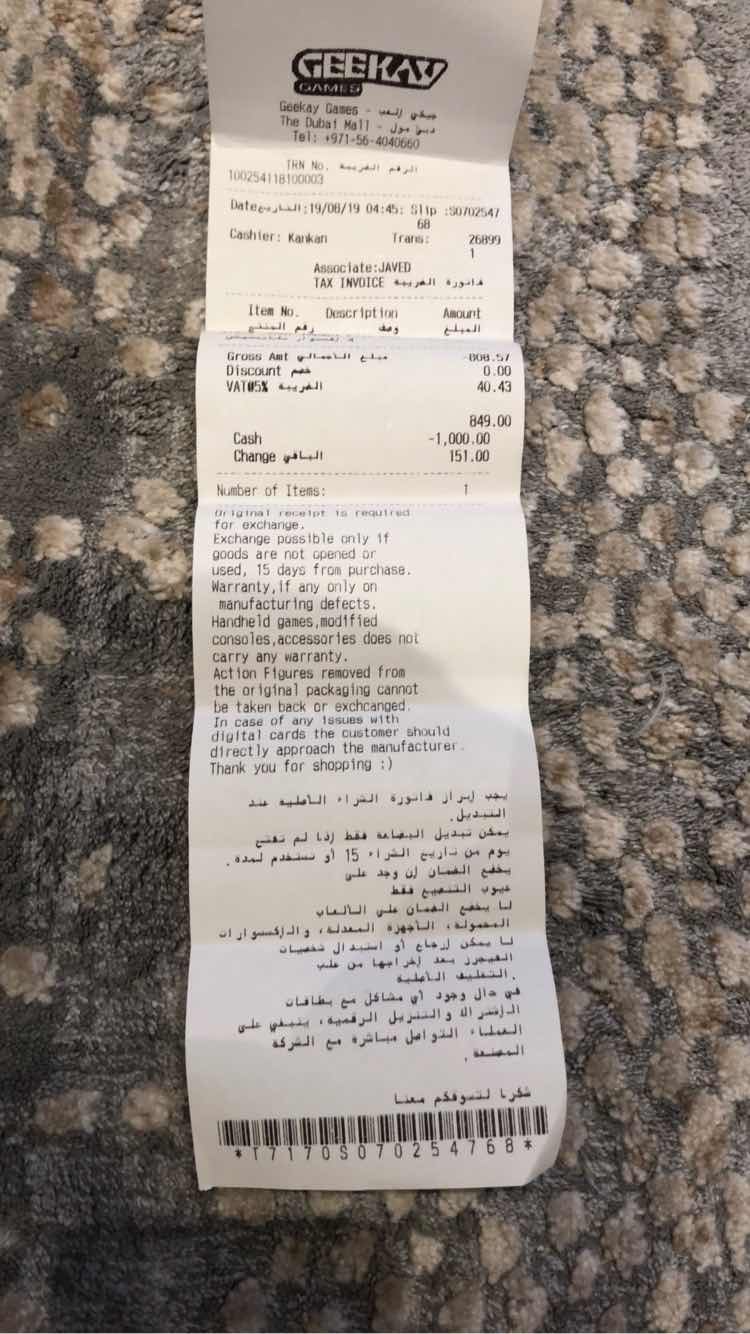 GEEKAY
GAMES
Geekay Games - جيكي العب
The Dubai Mall - دبي مول
Tel: +971-56-4040660
TRN No. الرقم الضريبة
100254118100003
Date التاريخ:19/08/19 04:45: Slip :S0702547
68
Cashier: Kankan Trans: 26899
1
Associate:JAVED
TAX INVOICE فاتورة الضريبة
Item No. Description Amount
رقم المنتج وصف المبلغ
Gross Amt مبلغ الأجمالي -808.57
Discount خصم 0.00
VAT@5% الضريبة 40.43
849.00
Cash -1,000.00
Change الباقي 151.00
Number of Items: 1
Original receipt is required
for exchange.
Exchange possible only if
goods are not opened or
used, 15 days from purchase.
Warranty,if any only on
manufacturing defects.
Handheld games,modified
consoles,accessories does not
carry any warranty.
Action Figures removed from
the original packaging cannot
be taken back or exchcanged.
In case of any issues with
digital cards the customer should
directly approach the manufacturer.
Thank you for shopping :)
يجب إبراز فاتورة الشراء الأصلية عند
التبديل.
يمكن تبديل البضاعة فقط إذا لم تفتح
يوم من تاريخ الشراء 15 أو تستخدم لمدة.
يخضع الضمان إن وجد على
عيوب التصنيع فقط
لا يخضع الضمان على الألعاب
المحمولة، الأجهزة المعدلة، والإكسسوارات
لا يمكن إرجاع أو استبدال شخصيات
الفيجرز بعد إخراجها من علب
التغليف الأصلية.
في حال وجود أي مشاكل مع بطاقات
الإشتراك والتنزيل الرقمية، ينبغي على
العملاء التواصل مباشرة مع الشركة
المصنعة.
شكرا لتسوقكم معنا
*T7170S070254768*